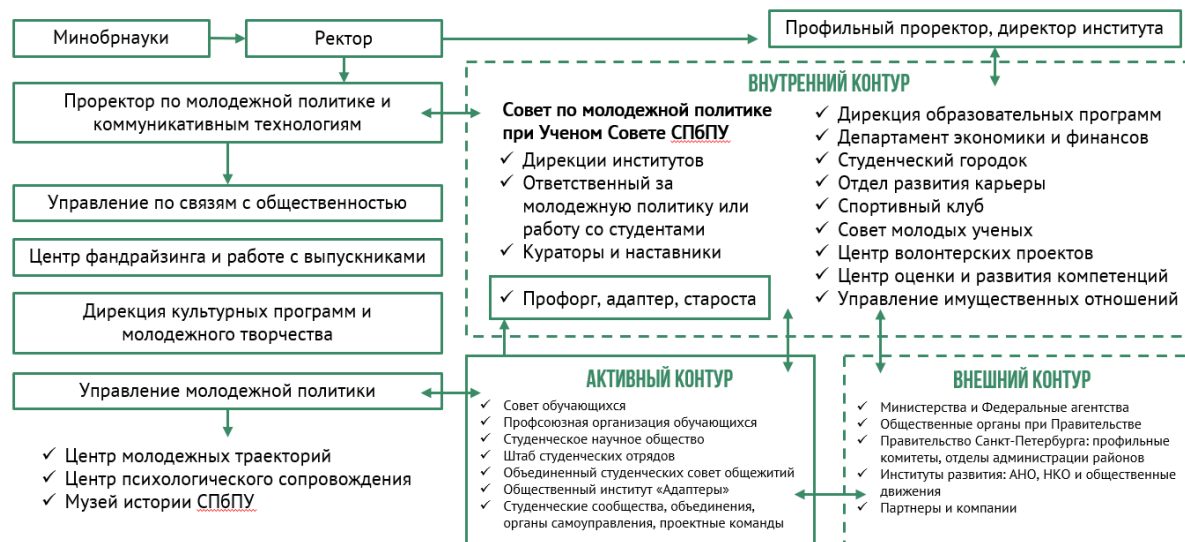 Минобрнауки
Ректор
Профильный проректор, директор института
Проректор по молодежной политике и
коммуникативным технологиям
Управление по связям с общественностью
Центр фандрайзинга и работе с выпускниками
Дирекция культурных программ и
молодежного творчества
Управление молодежной политики
✓ Центр молодежных траекторий
✓ Центр психологического сопровождения
✓ Музей истории СПбПУ
ВНУТРЕННИЙ КОНТУР
Совет по молодежной политике
при Ученом Совете СПбПУ
✓ Дирекции институтов
✓ Ответственный за
молодежную политику или
работу со студентами
✓ Кураторы и наставники
✓ Профорг, адаптер, староста
✓ Дирекция образовательных программ
✓ Департамент экономики и финансов
✓ Студенческий городок
✓ Отдел развития карьеры
✓ Спортивный клуб
✓ Совет молодых ученых
✓ Центр волонтерских проектов
✓ Центр оценки и развития компетенций
✓ Управление имущественных отношений
АКТИВНЫЙ КОНТУР
✓ Совет обучающихся
✓ Профсоюзная организация обучающихся
✓ Студенческое научное общество
✓ Штаб студенческих отрядов
✓ Объединенный студенческих совет общежитий
✓ Общественный институт «Адаптеры»
✓ Студенческие сообщества, объединения,
органы самоуправления, проектные команды
ВНЕШНИЙ КОНТУР
✓ Министерства и Федеральные агентства
✓ Общественные органы при Правительстве
✓ Правительство Санкт-Петербурга: профильные
комитеты, отделы администрации районов
✓ Институты развития: АНО, НКО и общественные
движения
✓ Партнеры и компании